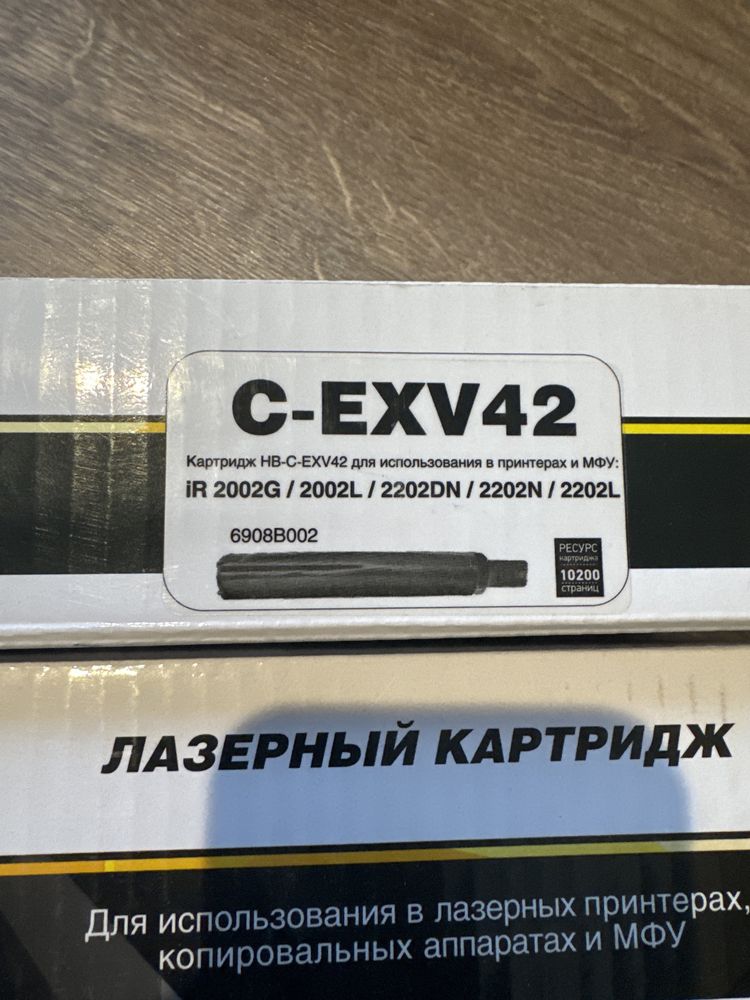 C-EXV42
Картридж HB-C-EXV42 для использования в принтерах и МФУ:
iR 2002G / 2002L / 2202DN / 2202N / 2202L
6908B002
РЕСУРС
картриджа
10200
страниц
ЛАЗЕРНЫЙ КАРТРИДЖ
Для использования в лазерных принтерах,
копировальных аппаратах и МФУ